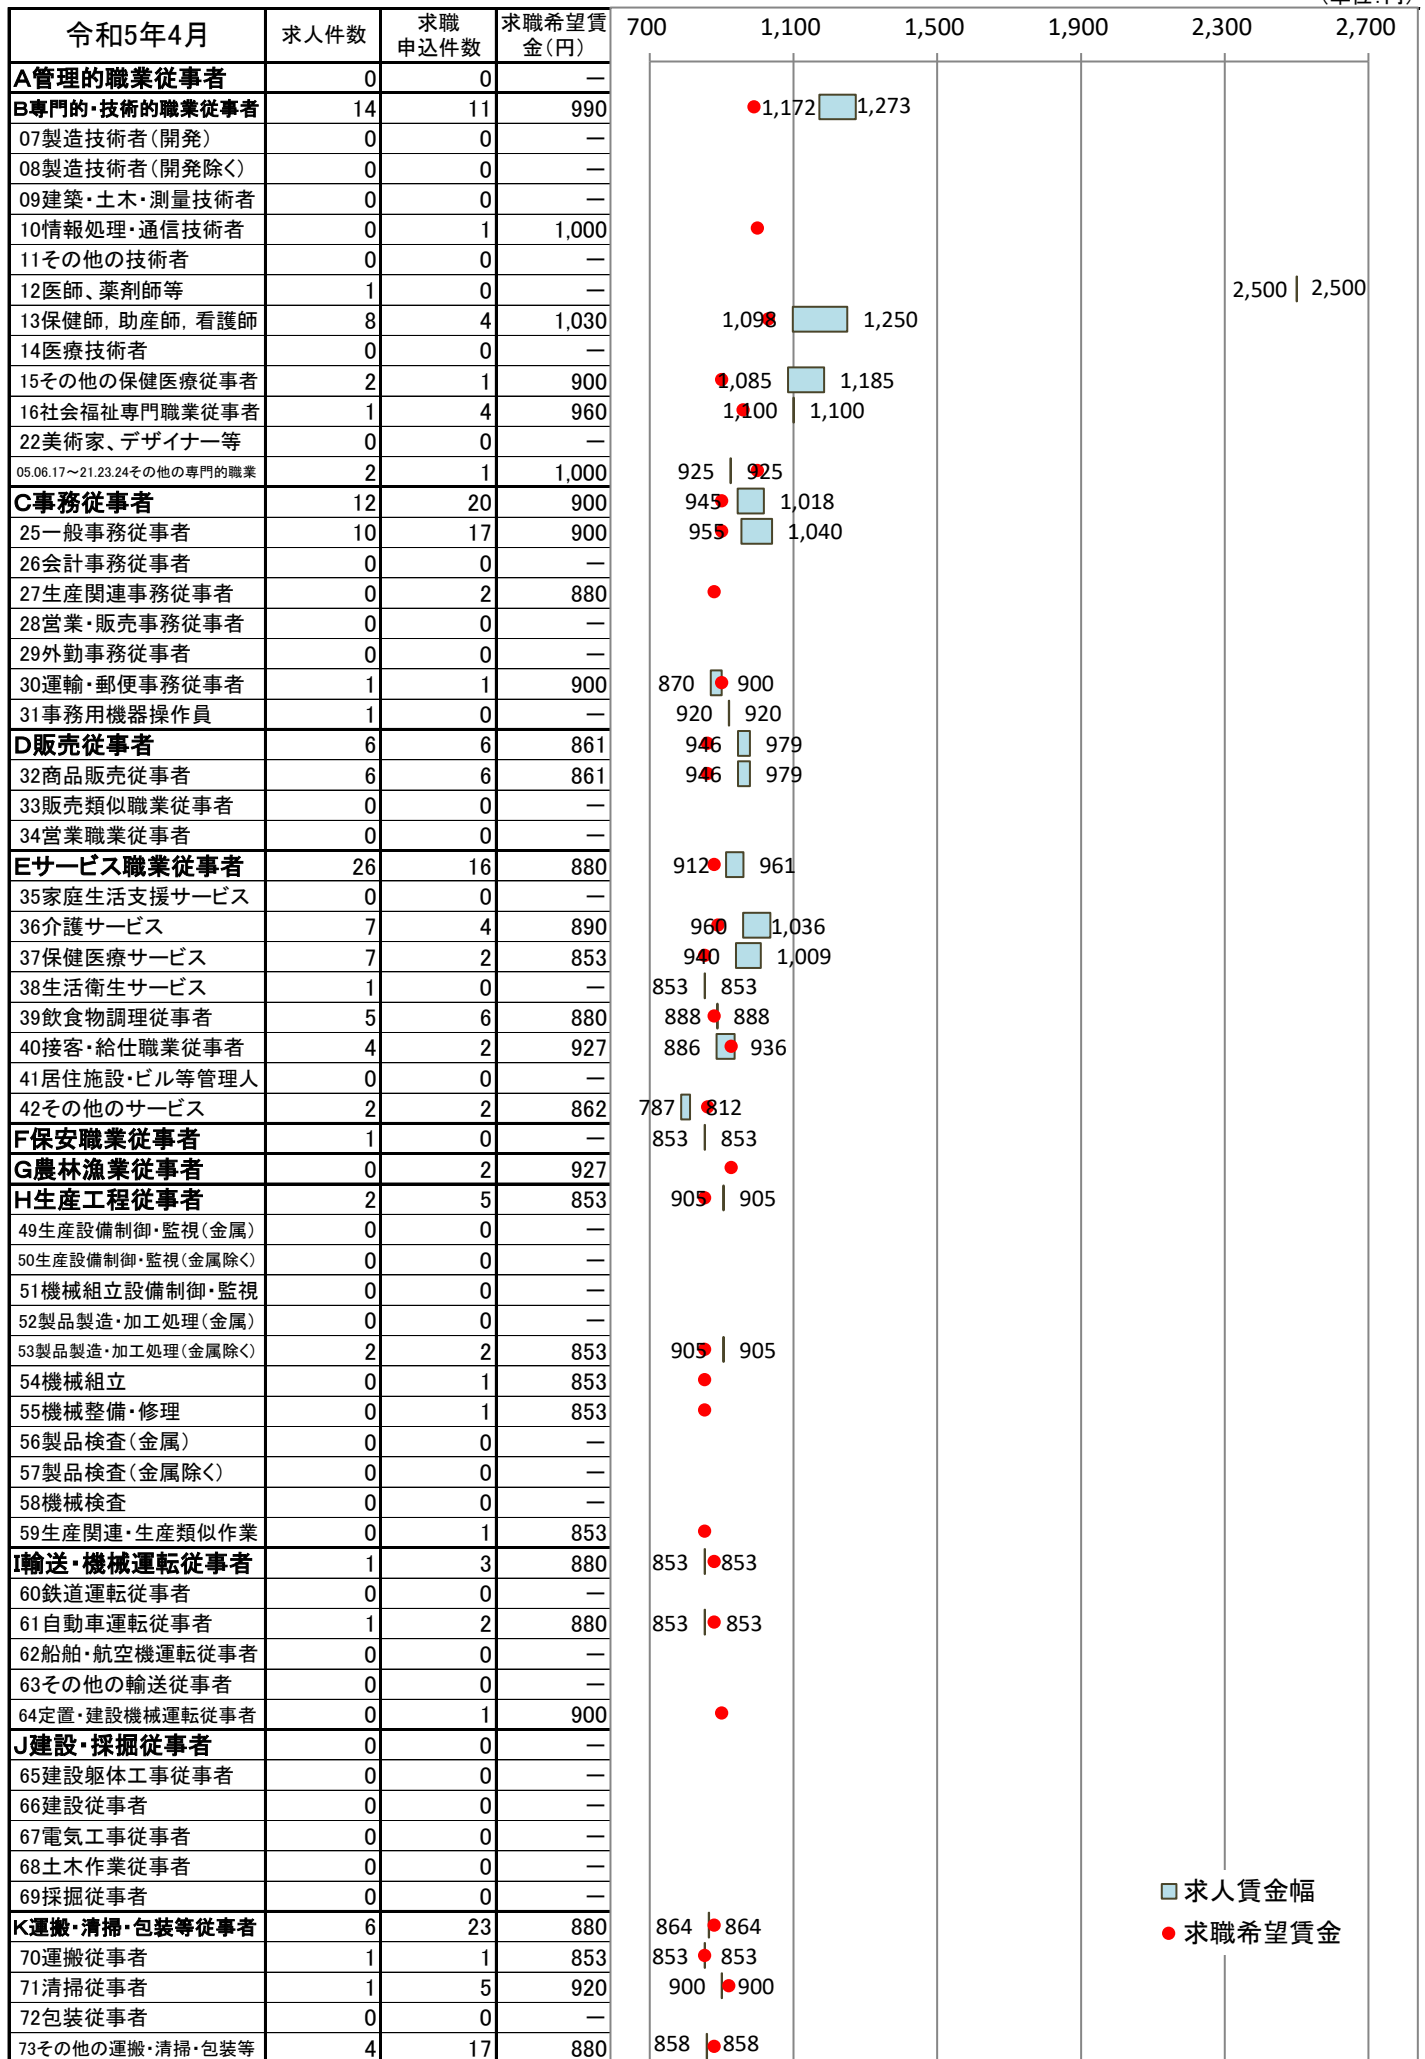 (単位:円)
令和5年4月 求人件数 求職申込件数 求職希望賃金(円) 700 1,100 1,500 1,900 2,300 2,700
A管理的職業従事者 0 0 ―
B専門的・技術的職業従事者 14 11 990 1,172 1,273
07製造技術者(開発) 0 0 ―
08製造技術者(開発除く) 0 0 ―
09建築・土木・測量技術者 0 0 ―
10情報処理・通信技術者 0 1 1,000
11その他の技術者 0 0 ―
12医師、薬剤師等 1 0 ― 2,500 2,500
13保健師, 助産師, 看護師 8 4 1,030 1,098 1,250
14医療技術者 0 0 ―
15その他の保健医療従事者 2 1 900 1,085 1,185
16社会福祉専門職業従事者 1 4 960 1,100 1,100
22美術家、デザイナー等 0 0 ―
05.06.17～21.23.24その他の専門的職業 2 1 1,000 925 925
C事務従事者 12 20 900 945 1,018
25一般事務従事者 10 17 900 955 1,040
26会計事務従事者 0 0 ―
27生産関連事務従事者 0 2 880
28営業・販売事務従事者 0 0 ―
29外勤事務従事者 0 0 ―
30運輸・郵便事務従事者 1 1 900 870 900
31事務用機器操作員 1 0 ― 920 920
D販売従事者 6 6 861 946 979
32商品販売従事者 6 6 861 946 979
33販売類似職業従事者 0 0 ―
34営業職業従事者 0 0 ―
Eサービス職業従事者 26 16 880 912 961
35家庭生活支援サービス 0 0 ―
36介護サービス 7 4 890 960 1,036
37保健医療サービス 7 2 853 940 1,009
38生活衛生サービス 1 0 ― 853 853
39飲食物調理従事者 5 6 880 888 888
40接客・給仕職業従事者 4 2 927 886 936
41居住施設・ビル等管理人 0 0 ―
42その他のサービス 2 2 862 787 812
F保安職業従事者 1 0 ― 853 853
G農林漁業従事者 0 2 927
H生産工程従事者 2 5 853 905 905
49生産設備制御・監視(金属) 0 0 ―
50生産設備制御・監視(金属除く) 0 0 ―
51機械組立設備制御・監視 0 0 ―
52製品製造・加工処理(金属) 0 0 ―
53製品製造・加工処理(金属除く) 2 2 853 905 905
54機械組立 0 1 853
55機械整備・修理 0 1 853
56製品検査(金属) 0 0 ―
57製品検査(金属除く) 0 0 ―
58機械検査 0 0 ―
59生産関連・生産類似作業 0 1 853
I輸送・機械運転従事者 1 3 880 853 853
60鉄道運転従事者 0 0 ―
61自動車運転従事者 1 2 880 853 853
62船舶・航空機運転従事者 0 0 ―
63その他の輸送従事者 0 0 ―
64定置・建設機械運転従事者 0 1 900
J建設・採掘従事者 0 0 ―
65建設躯体工事従事者 0 0 ―
66建設従事者 0 0 ―
67電気工事従事者 0 0 ―
68土木作業従事者 0 0 ―
69採掘従事者 0 0 ―
求人賃金幅
K運搬・清掃・包装等従事者 6 23 880 864 864
求職希望賃金
70運搬従事者 1 1 853 853 853
71清掃従事者 1 5 920 900 900
72包装従事者 0 0 ―
73その他の運搬・清掃・包装等 4 17 880 858 858